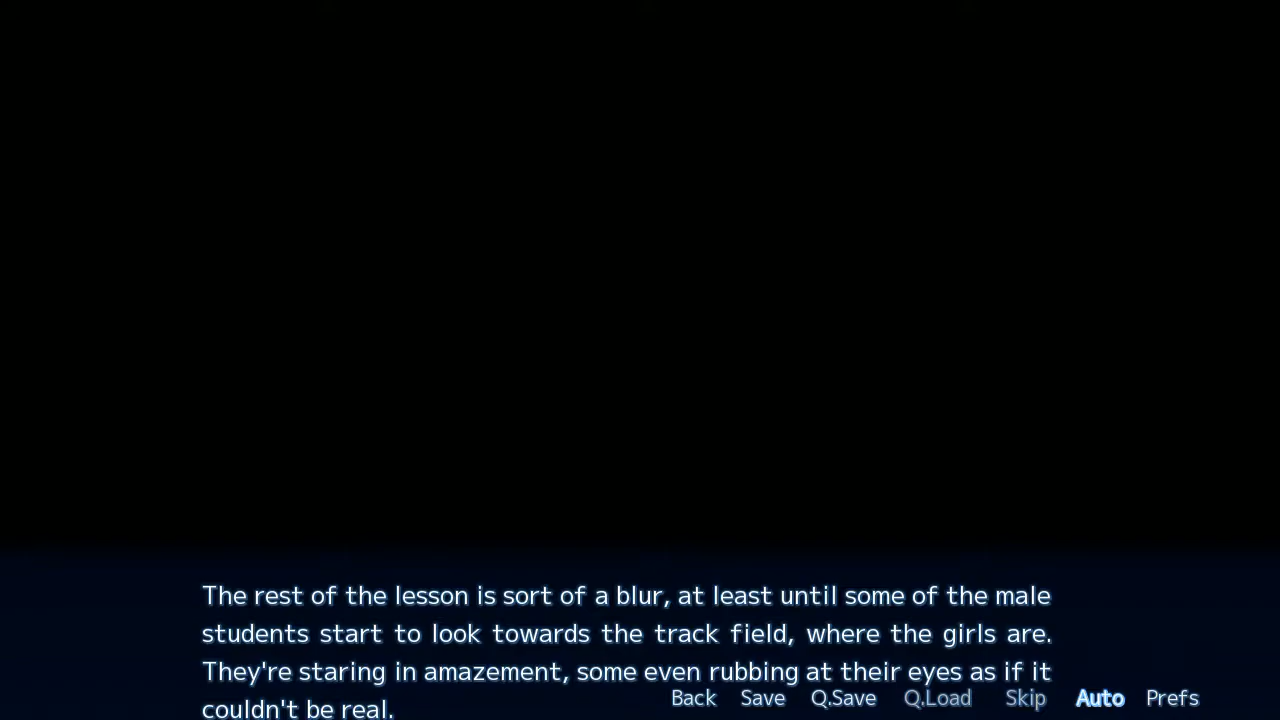 The rest of the lesson is sort of a blur, at least until some of the male
students start to look towards the track field, where the girls are.
They're staring in amazement, some even rubbing at their eyes as if it
couldn't be real.
Back Save Q.Save Q.Load Skip Auto Prefs